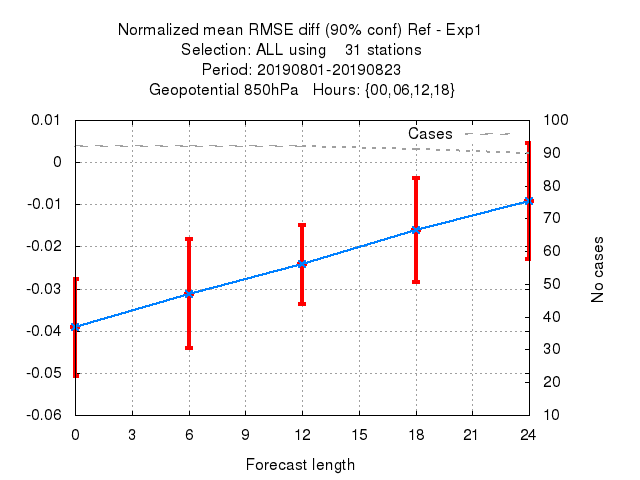 Normalized mean RMSE diff (90% conf) Ref - Exp1
Selection: ALL using 31 stations
Period: 20190801-20190823
Geopotential 850hPa Hours: {00,06,12,18}
Cases
0.01
0
-0.01
-0.02
-0.03
-0.04
-0.05
-0.06
100
90
80
70
60
50
40
30
20
10
No cases
0 3 6 9 12 15 18 21 24
Forecast length